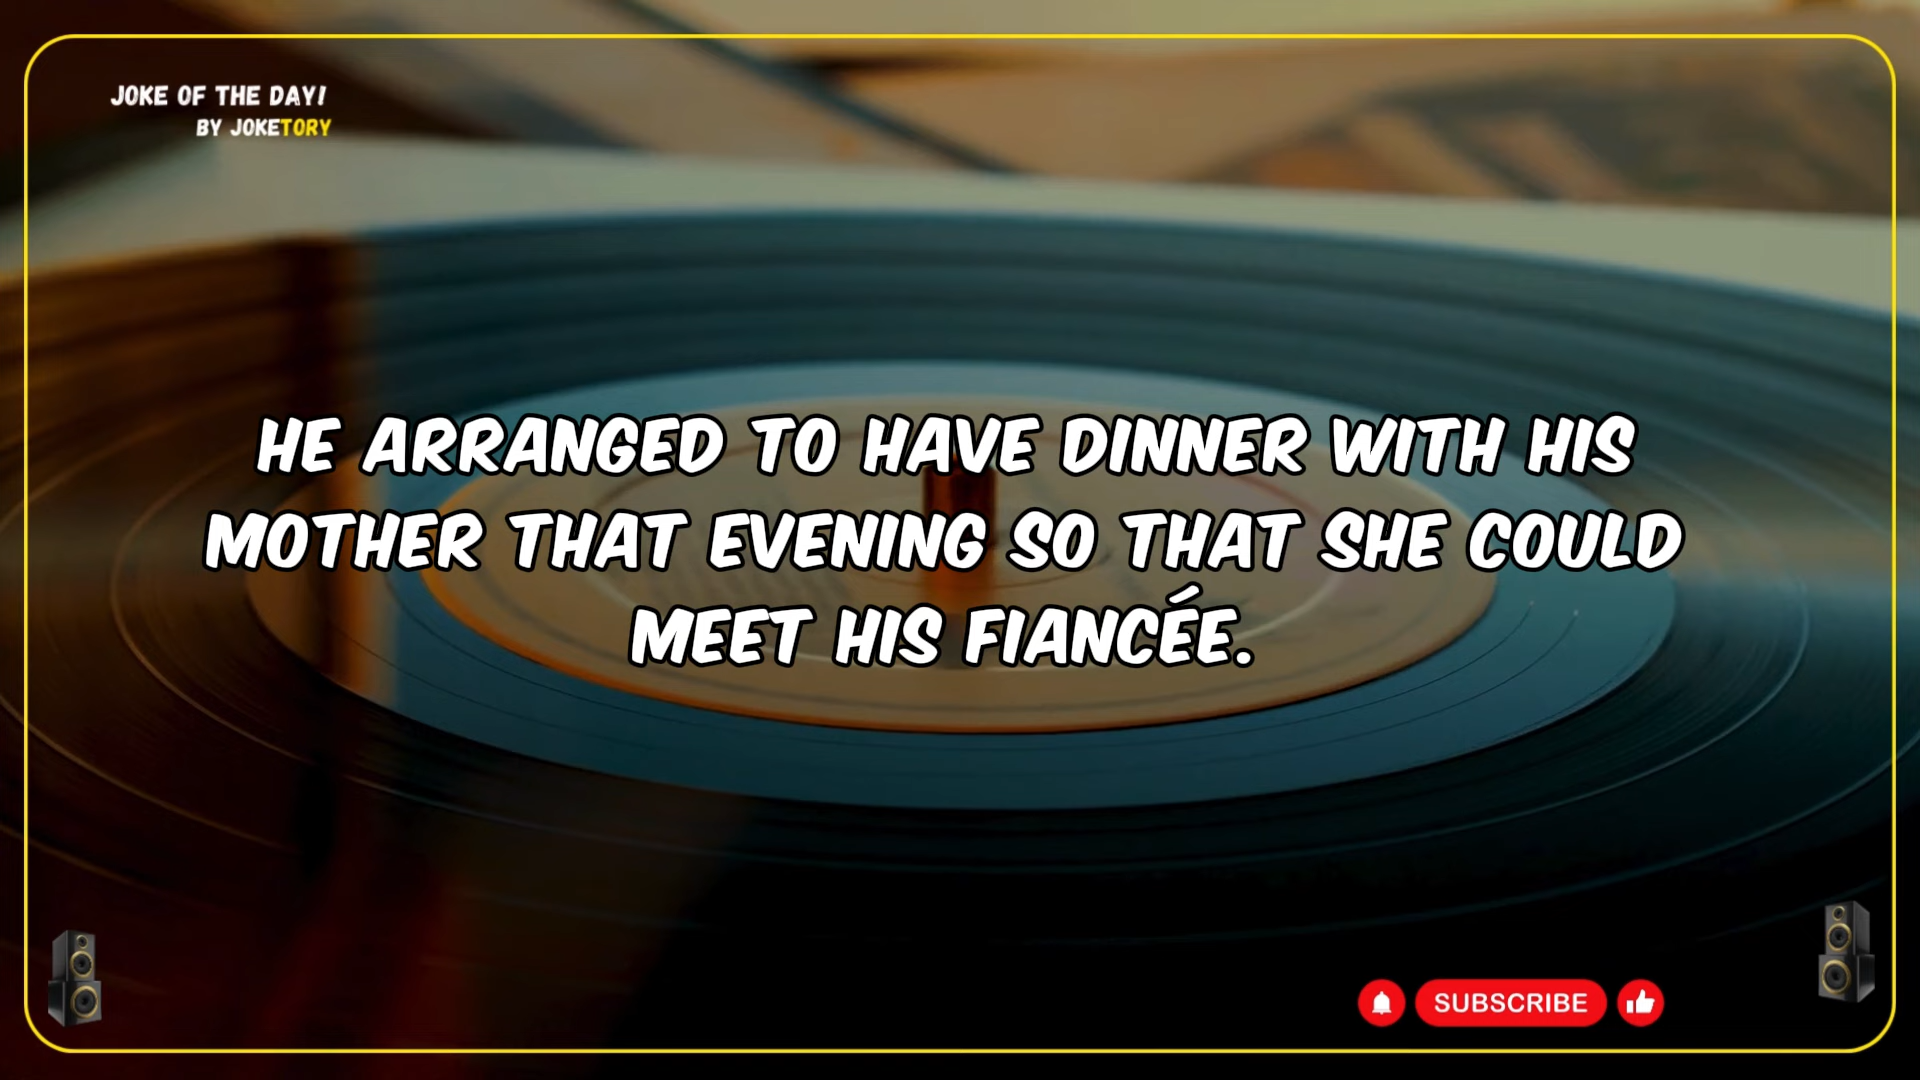 JOKE OF THE DAY!
BY JOKETORY
HE ARRANGED TO HAVE DINNER WITH HIS
MOTHER THAT EVENING SO THAT SHE COULD
MEET HIS FIANCÉE.
SUBSCRIBE